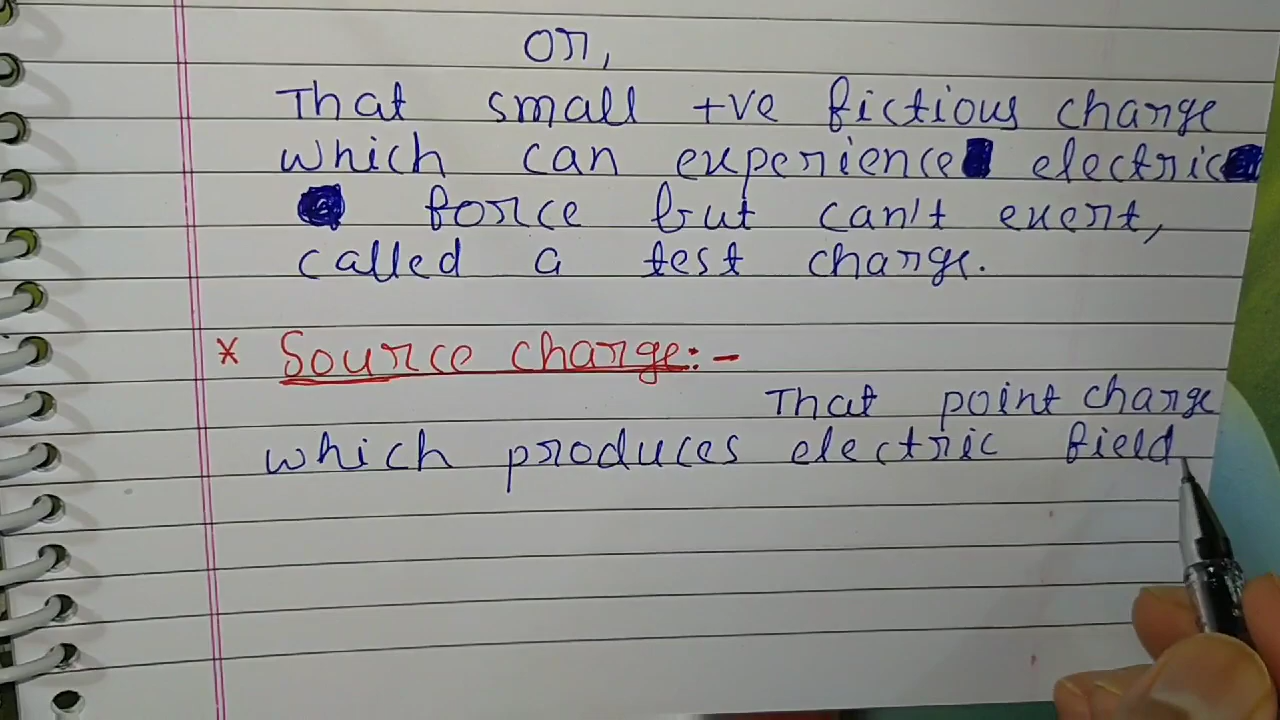 or,
That small +ve fictious charge
which can experience electric
force but can't exert,
called a test charge.
* Source charge:-
That point charge
which produces electric field